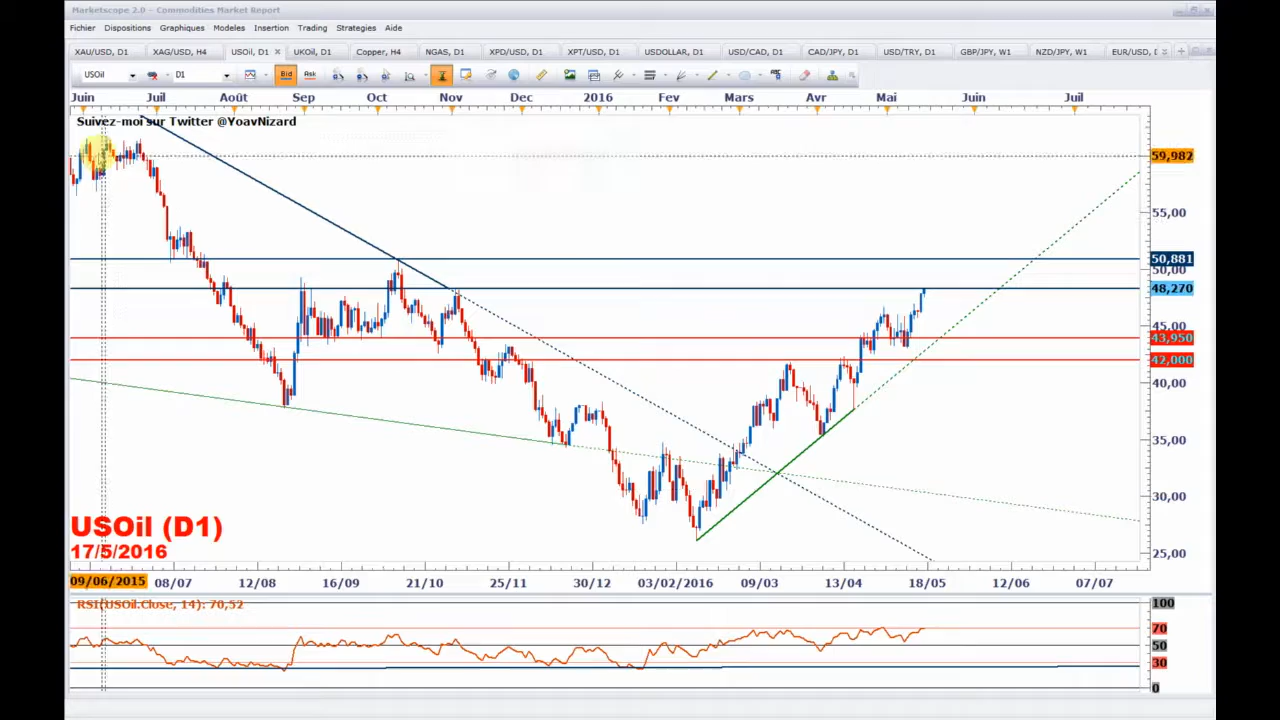 Marketscope 2.0 - Commodities Market Report
Fichier Dispositions Graphiques Modeles Insertion Trading Strategies Aide
XAU/USD, D1 XAG/USD, H4 USOil, D1 UKOil, D1 Copper, H4 NGAS, D1 XPD/USD, D1 XPT/USD, D1 USDOLLAR, D1 USD/CAD, D1 CAD/JPY, D1 USD/TRY, D1 GBP/JPY, W1 NZD/JPY, W1 EUR/USD, D
USOil D1 Bid Ask
Juin Juil Août Sep Oct Nov Dec 2016 Fev Mars Avr Mai Juin Juil
Suivez-moi sur Twitter @YoavNizard
59,982
55,00
50,881
50,00
48,270
45,00
43,950
42,000
40,00
35,00
30,00
25,00
USOil (D1)
17/5/2016
09/06/2015 08/07 12/08 16/09 21/10 25/11 30/12 03/02/2016 09/03 13/04 18/05 12/06 07/07
RSI(USOil.Close, 14): 70,52
100
70
50
30
0